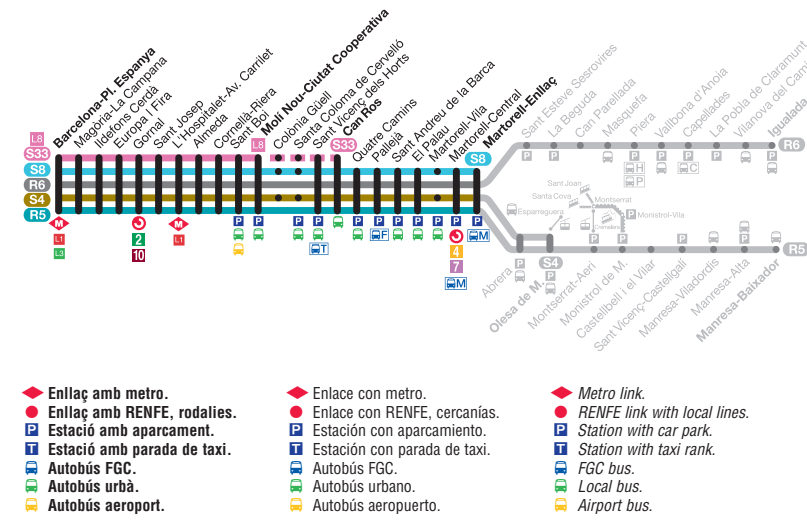 Barcelona-Pl. Espanya
Magòria-La Campana
Ildefons Cerdà
Europa | Fira
Gornal
Sant Josep
L'Hospitalet-Av. Carrilet
Almeda
Cornellà-Riera
Sant Boi
Molí Nou-Ciutat Cooperativa
Colònia Güell
Santa Coloma de Cervelló
Sant Vicenç dels Horts
Can Ros
Quatre Camins
Pallejà
Sant Andreu de la Barca
El Palau
Martorell-Vila
Martorell-Central
Martorell-Enllaç
Sant Esteve Sesrovires
La Beguda
Can Parellada
Masquefa
Piera
Vallbona d'Anoia
Capellades
La Pobla de Claramunt
Igualada
L8
S33
S8
R6
S4
R5
L8
S33
S8
R6
R5
S4
M
L1
L3
2
10
M
L1
P P P P P P P P P P P
T
F
4
7
M
M
P P P P P P P P
H
P
C
Sant Joan
Santa Cova
Montserrat
Cremallera
P Monistrol-Vila
Esparreguera
P P P P P P P
Abrera
Olesa de M.
Montserrat-Aeri
Monistrol de M.
Castellbell i el Vilar
Sant Vicenç-Castellgalí
Manresa-Viladordis
Manresa-Alta
Manresa-Baixador
Enllaç amb metro.
Enllaç amb RENFE, rodalies.
P Estació amb aparcament.
T Estació amb parada de taxi.
Autobús FGC.
Autobús urbà.
Autobús aeroport.
Enlace con metro.
Enlace con RENFE, cercanías.
P Estación con aparcamiento.
T Estación con parada de taxi.
Autobús FGC.
Autobús urbano.
Autobús aeropuerto.
Metro link.
RENFE link with local lines.
P Station with car park.
T Station with taxi rank.
FGC bus.
Local bus.
Airport bus.